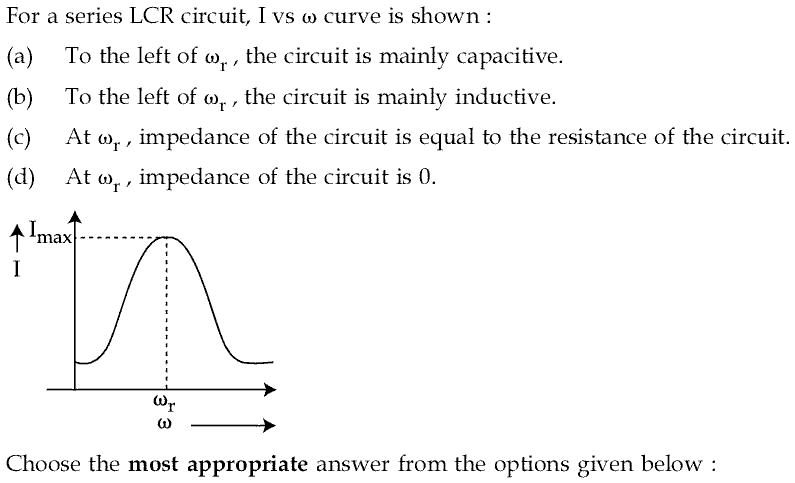 For a series LCR circuit, I vs ω curve is shown :
(a) To the left of ωr , the circuit is mainly capacitive.
(b) To the left of ωr , the circuit is mainly inductive.
(c) At ωr , impedance of the circuit is equal to the resistance of the circuit.
(d) At ωr , impedance of the circuit is 0.
Imax
I
ωr
ω
Choose the most appropriate answer from the options given below :